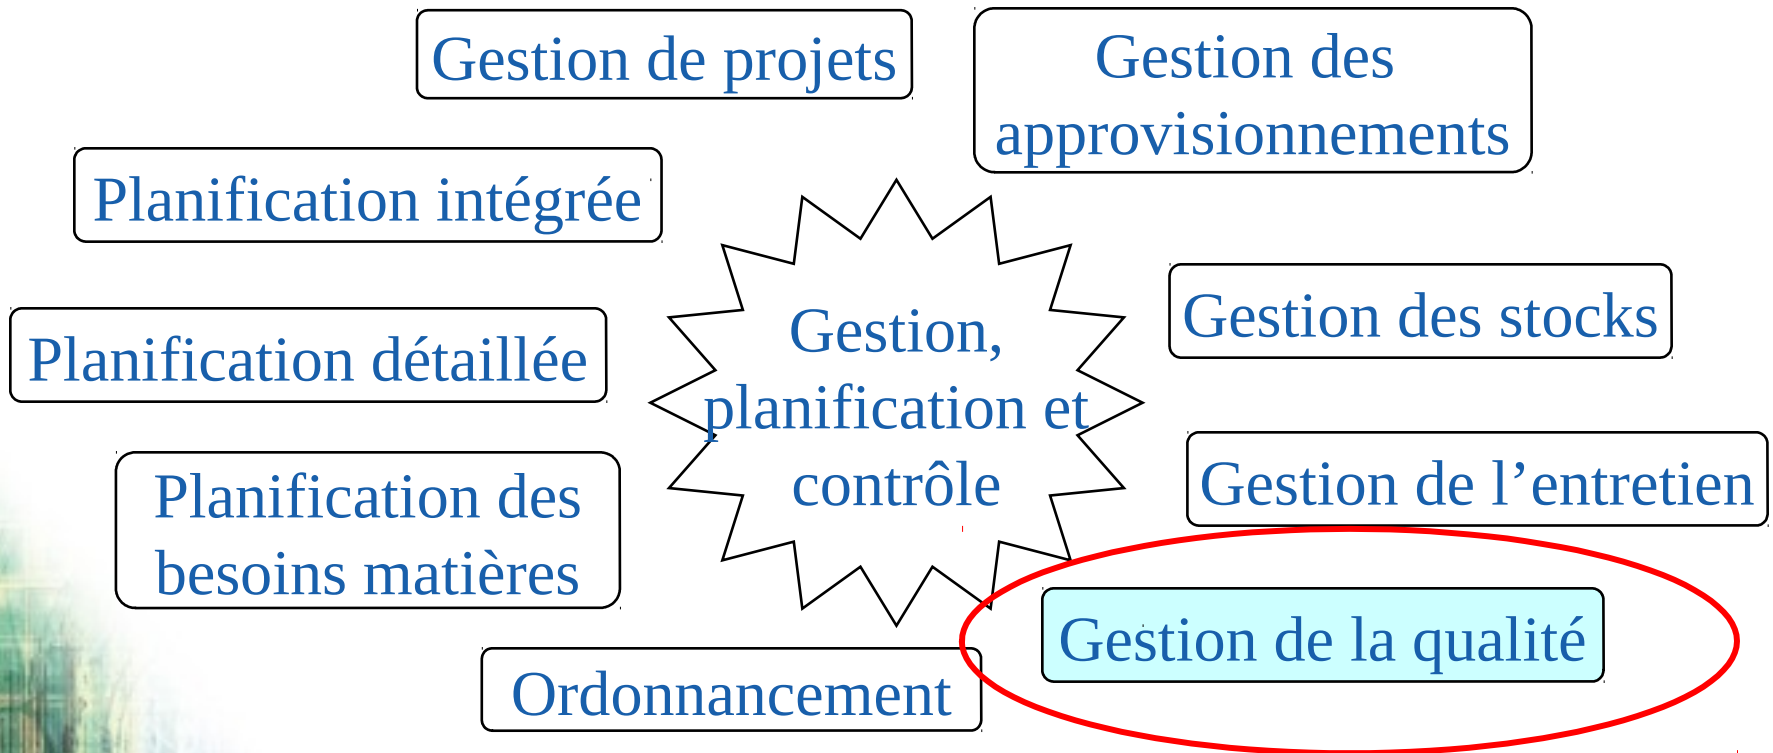 Gestion de projets
Gestion des
approvisionnements
Planification intégrée
Gestion des stocks
Planification détaillée
Gestion,
planification et
contrôle
Gestion de l’entretien
Planification des
besoins matières
Gestion de la qualité
Ordonnancement